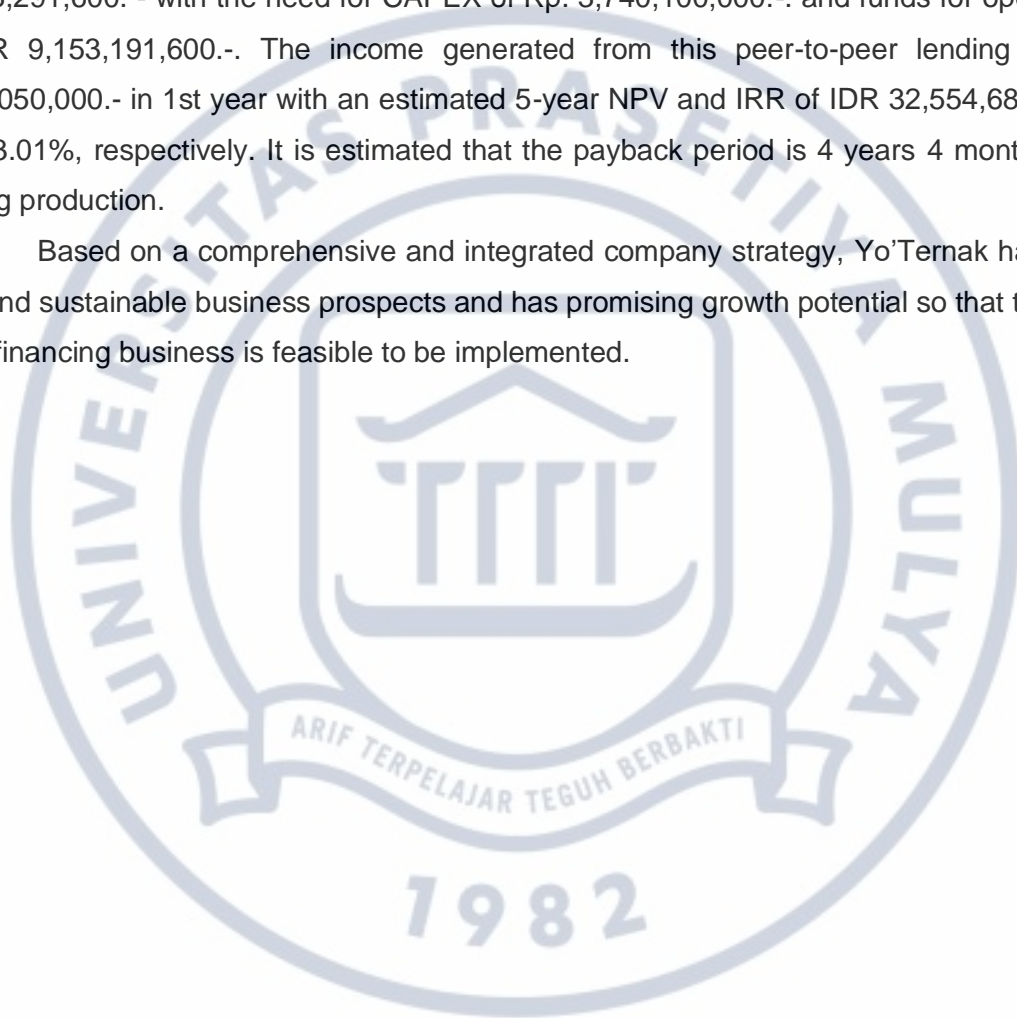 3,291,600. - with the need for CAPEX of Rp. 3,740,100,000.-. and funds for ope
R 9,153,191,600.-. The income generated from this peer-to-peer lending
050,000.- in 1st year with an estimated 5-year NPV and IRR of IDR 32,554,68
3.01%, respectively. It is estimated that the payback period is 4 years 4 mont
g production.
Based on a comprehensive and integrated company strategy, Yo'Ternak ha
nd sustainable business prospects and has promising growth potential so that t
financing business is feasible to be implemented.
UNIVERSITAS PRASETIYA MULYA
ARIF TERPELAJAR TEGUH BERBAKTI
1982